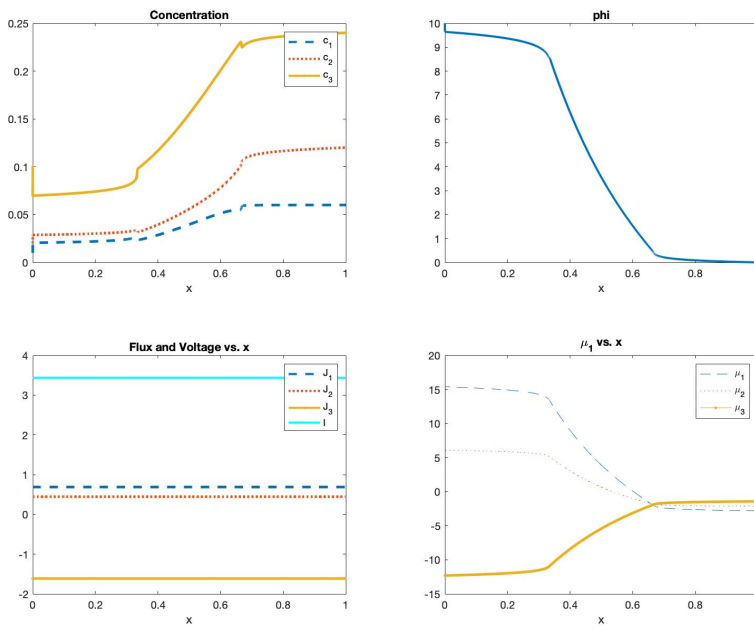 Concentration
0.25
0.2
0.15
0.1
0.05
0
0 0.2 0.4 0.6 0.8 1
x
c1
c2
c3
phi
10
9
8
7
6
5
4
3
2
1
0
0 0.2 0.4 0.6 0.8
x
Flux and Voltage vs. x
4
3
2
1
0
-1
-2
0 0.2 0.4 0.6 0.8 1
x
J1
J2
J3
I
μ1 vs. x
20
15
10
5
0
-5
-10
-15
0 0.2 0.4 0.6 0.8
x
μ1
μ2
μ3